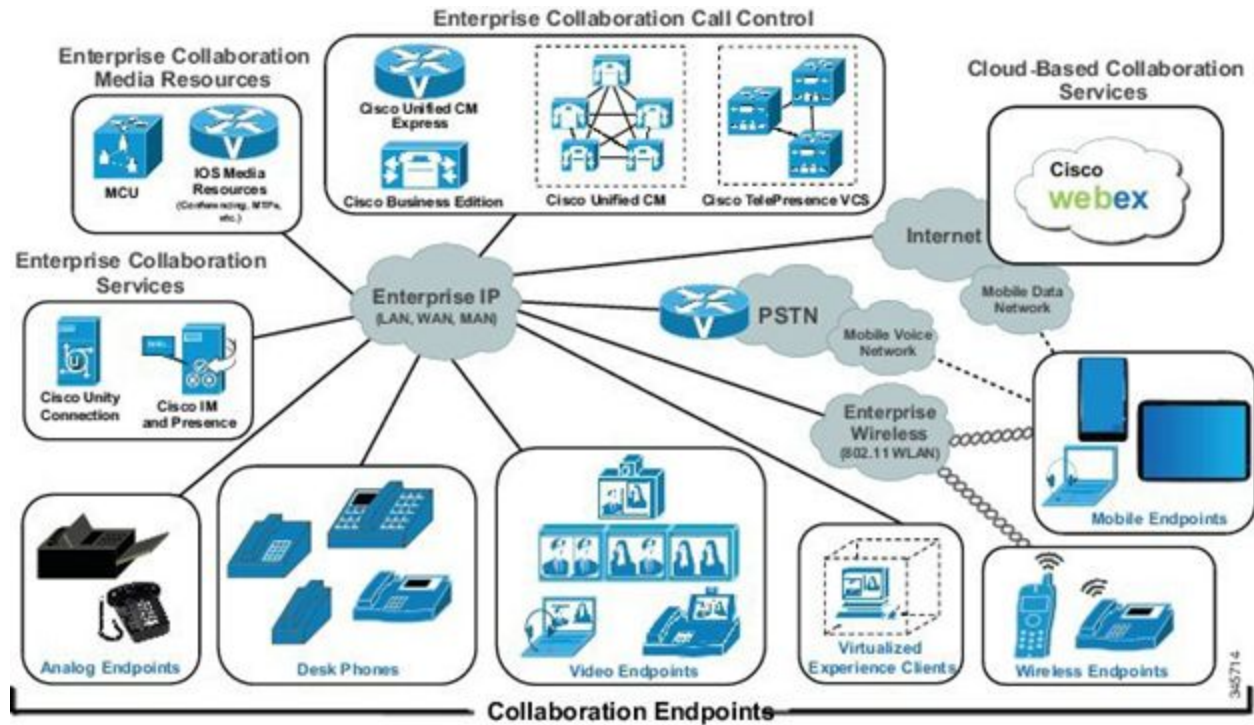 Enterprise Collaboration Call Control
Enterprise Collaboration
Media Resources
MCU
IOS Media
Resources
(Conferencing, MTPs,
etc.)
Cisco Unified CM
Express
Cisco Business Edition
Cisco Unified CM
Cisco TelePresence VCS
Cloud-Based Collaboration
Services
Cisco
webex
Internet
Mobile Data
Network
Enterprise Collaboration
Services
Cisco Unity
Connection
Cisco IM
and Presence
Enterprise IP
(LAN, WAN, MAN)
V
PSTN
Mobile Voice
Network
Enterprise
Wireless
(802.11 WLAN)
Mobile Endpoints
Analog Endpoints
Desk Phones
Video Endpoints
Virtualized
Experience Clients
Wireless Endpoints
345714
Collaboration Endpoints